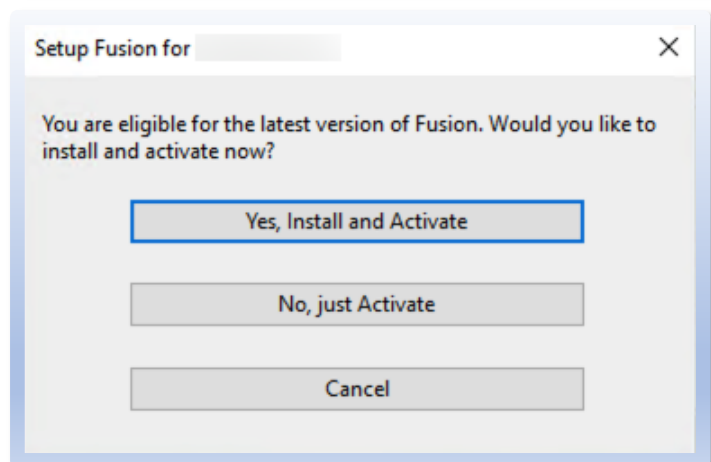 Setup Fusion for
You are eligible for the latest version of Fusion. Would you like to
install and activate now?
Yes, Install and Activate
No, just Activate
Cancel